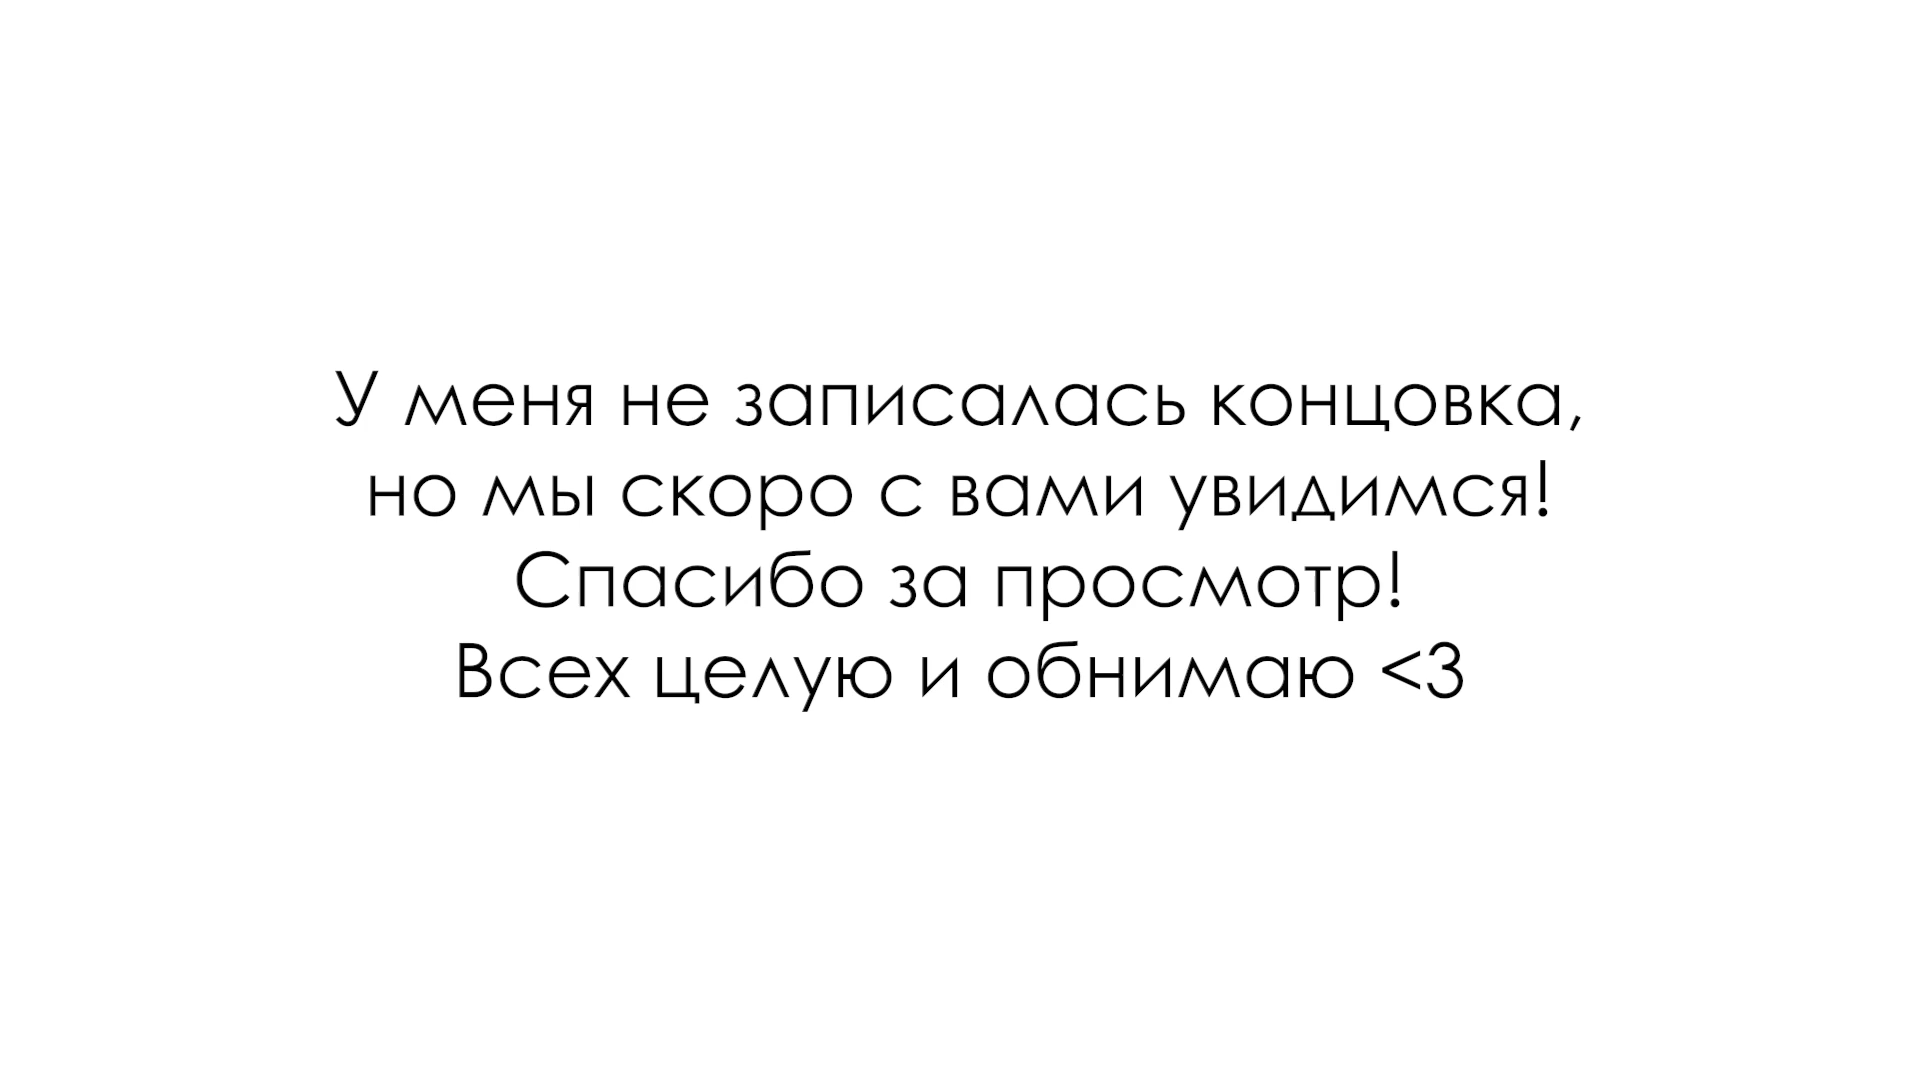 У меня не записалась концовка,
но мы скоро с вами увидимся!
Спасибо за просмотр!
Всех целую и обнимаю <3